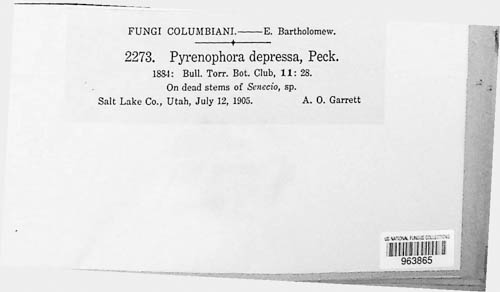 FUNGI COLUMBIANI.——E. Bartholomew.
2273. Pyrenophora depressa, Peck.
1884: Bull. Torr. Bot. Club, 11: 28.
On dead stems of Senecio, sp.
Salt Lake Co., Utah, July 12, 1905. A. O. Garrett
US NATIONAL FUNGUS COLLECTIONS
963865